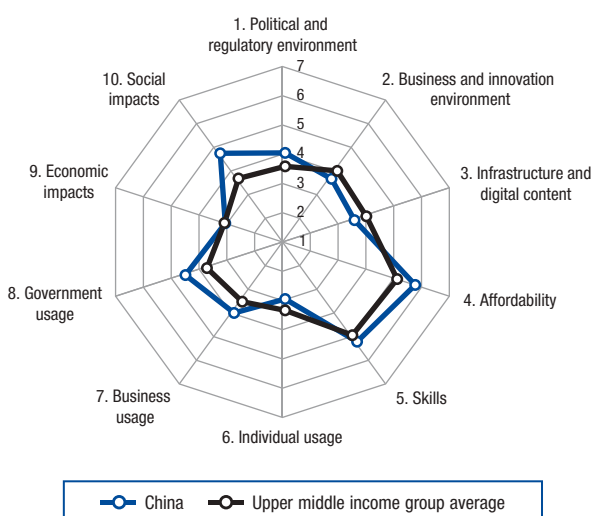 1. Political and
regulatory environment
2. Business and innovation
environment
3. Infrastructure and
digital content
4. Affordability
5. Skills
6. Individual usage
7. Business
usage
8. Government
usage
9. Economic
impacts
10. Social
impacts
7
6
5
4
3
2
1
China
Upper middle income group average